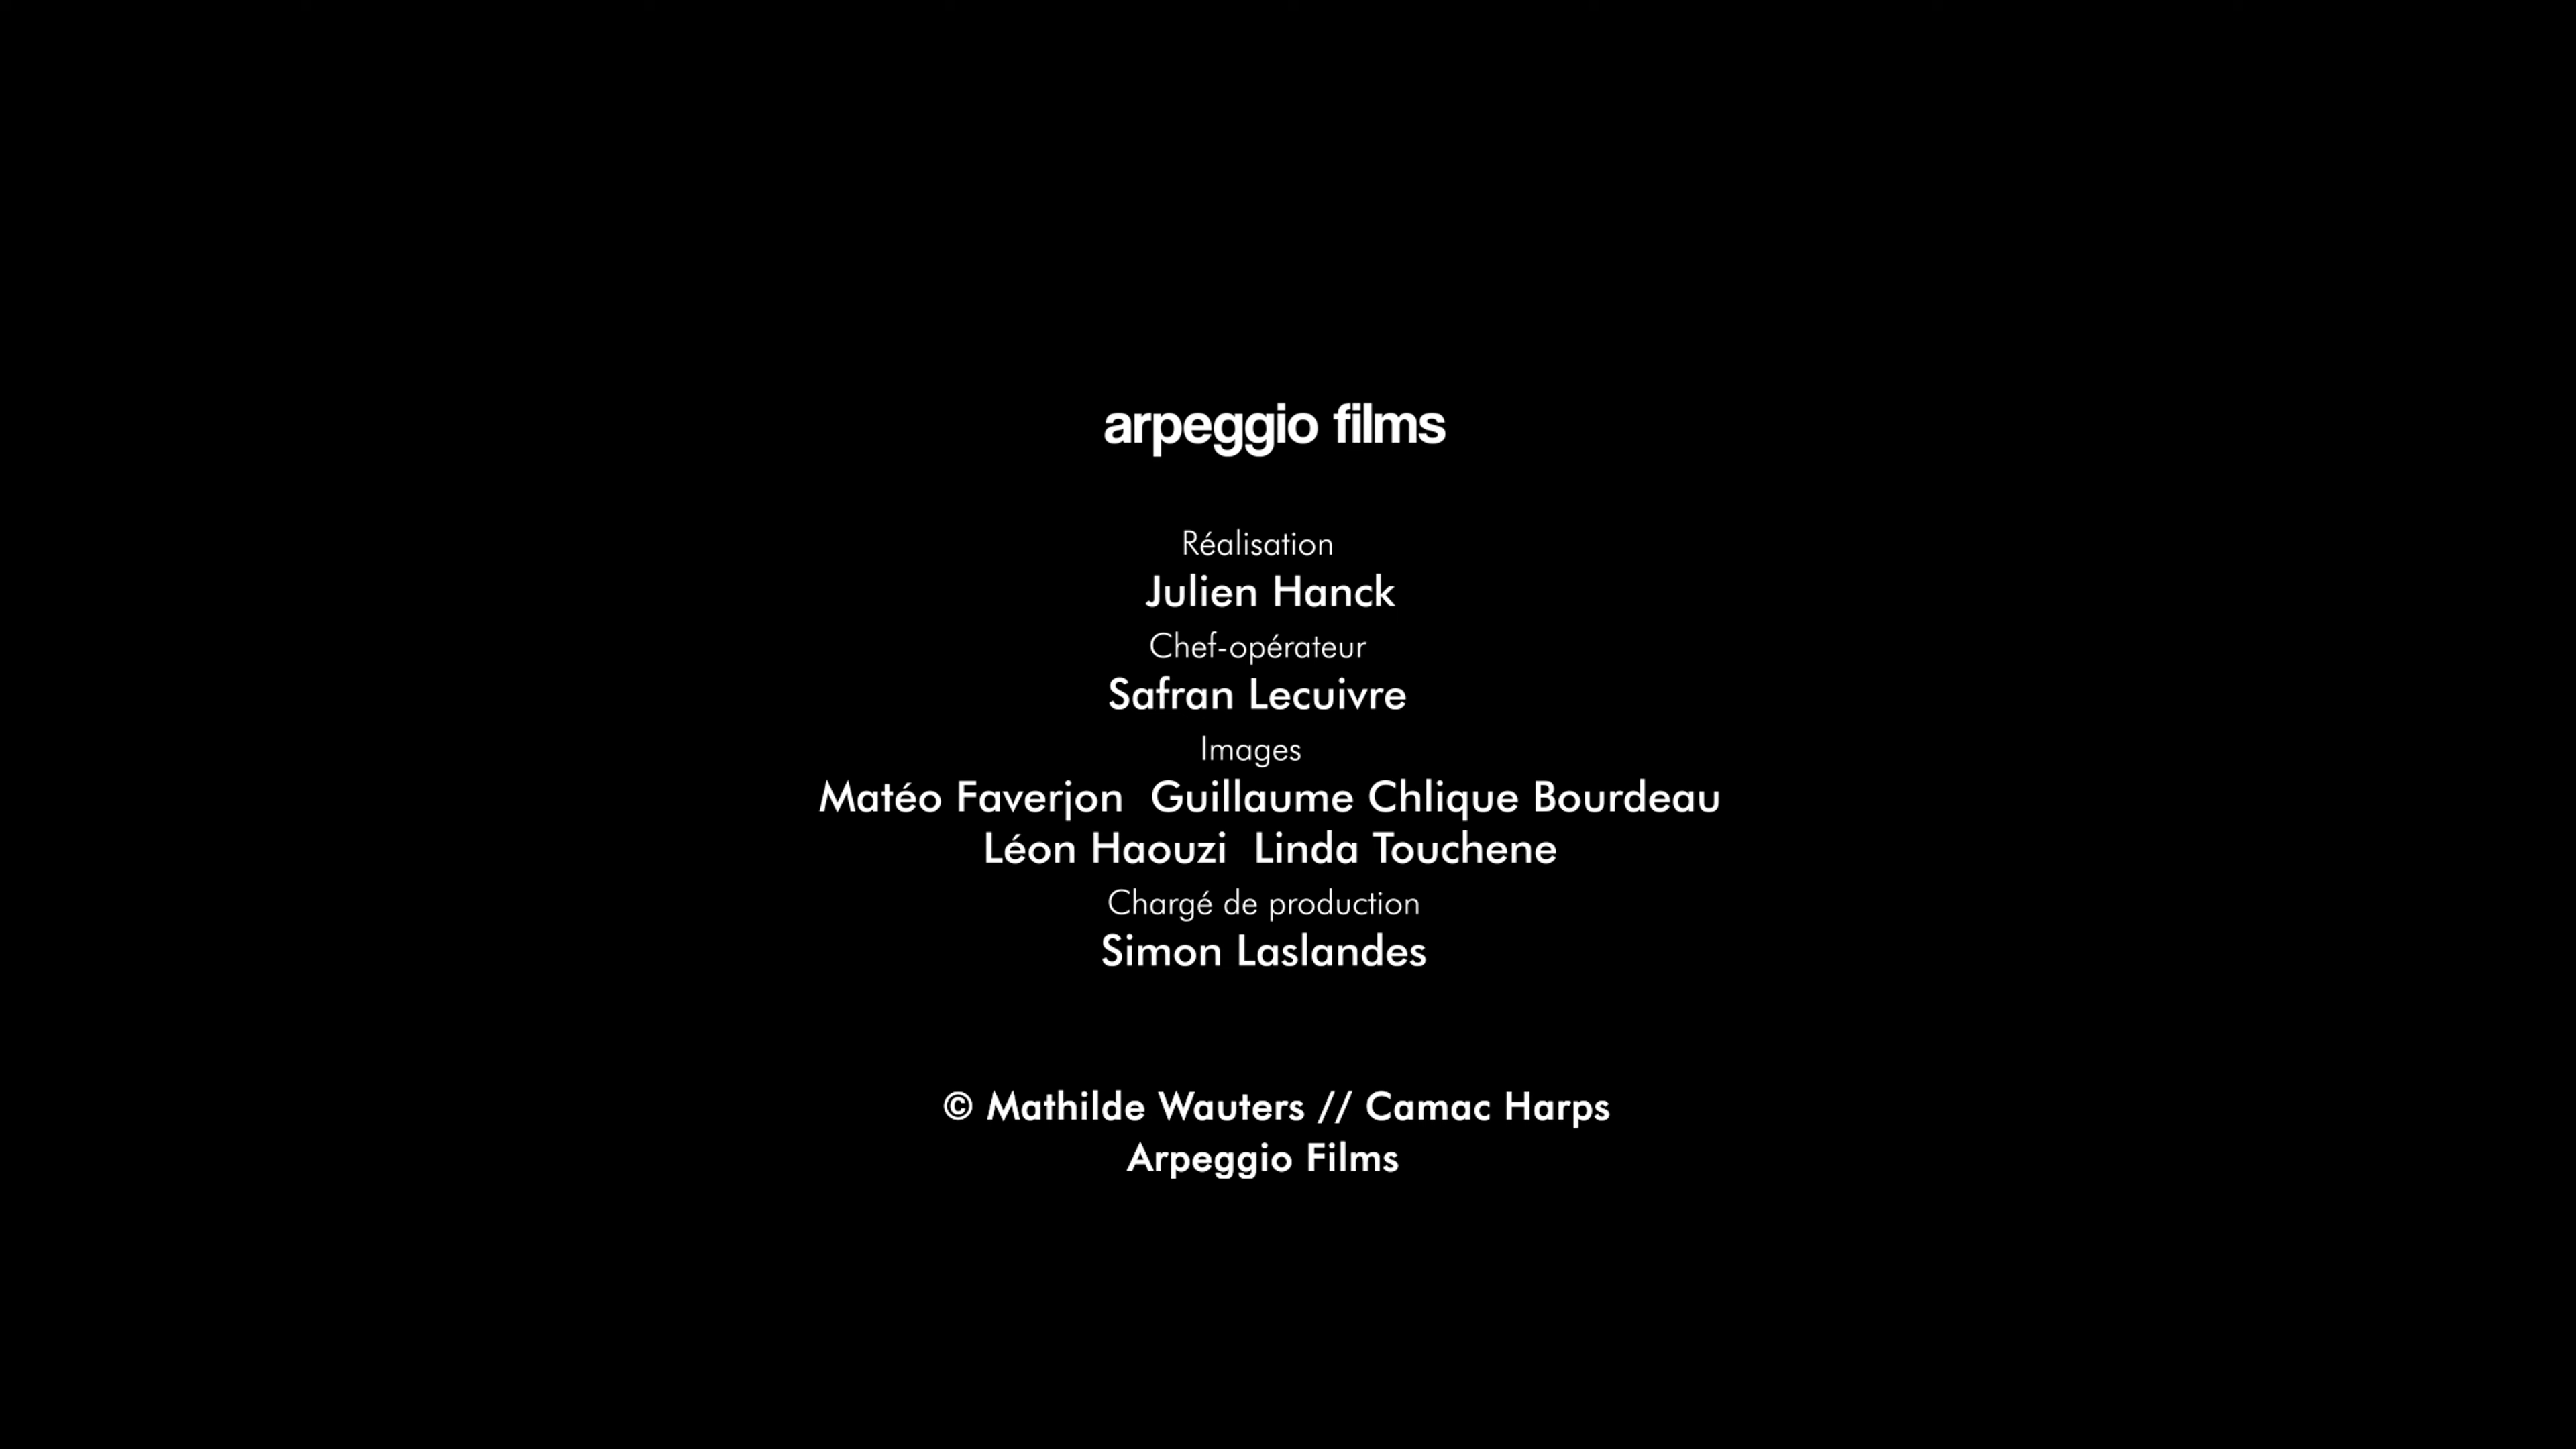 arpeggio films
Réalisation
Julien Hanck
Chef-opérateur
Safran Lecuivre
Images
Matéo Faverjon  Guillaume Chlique Bourdeau
Léon Haouzi  Linda Touchene
Chargé de production
Simon Laslandes
© Mathilde Wauters // Camac Harps
Arpeggio Films